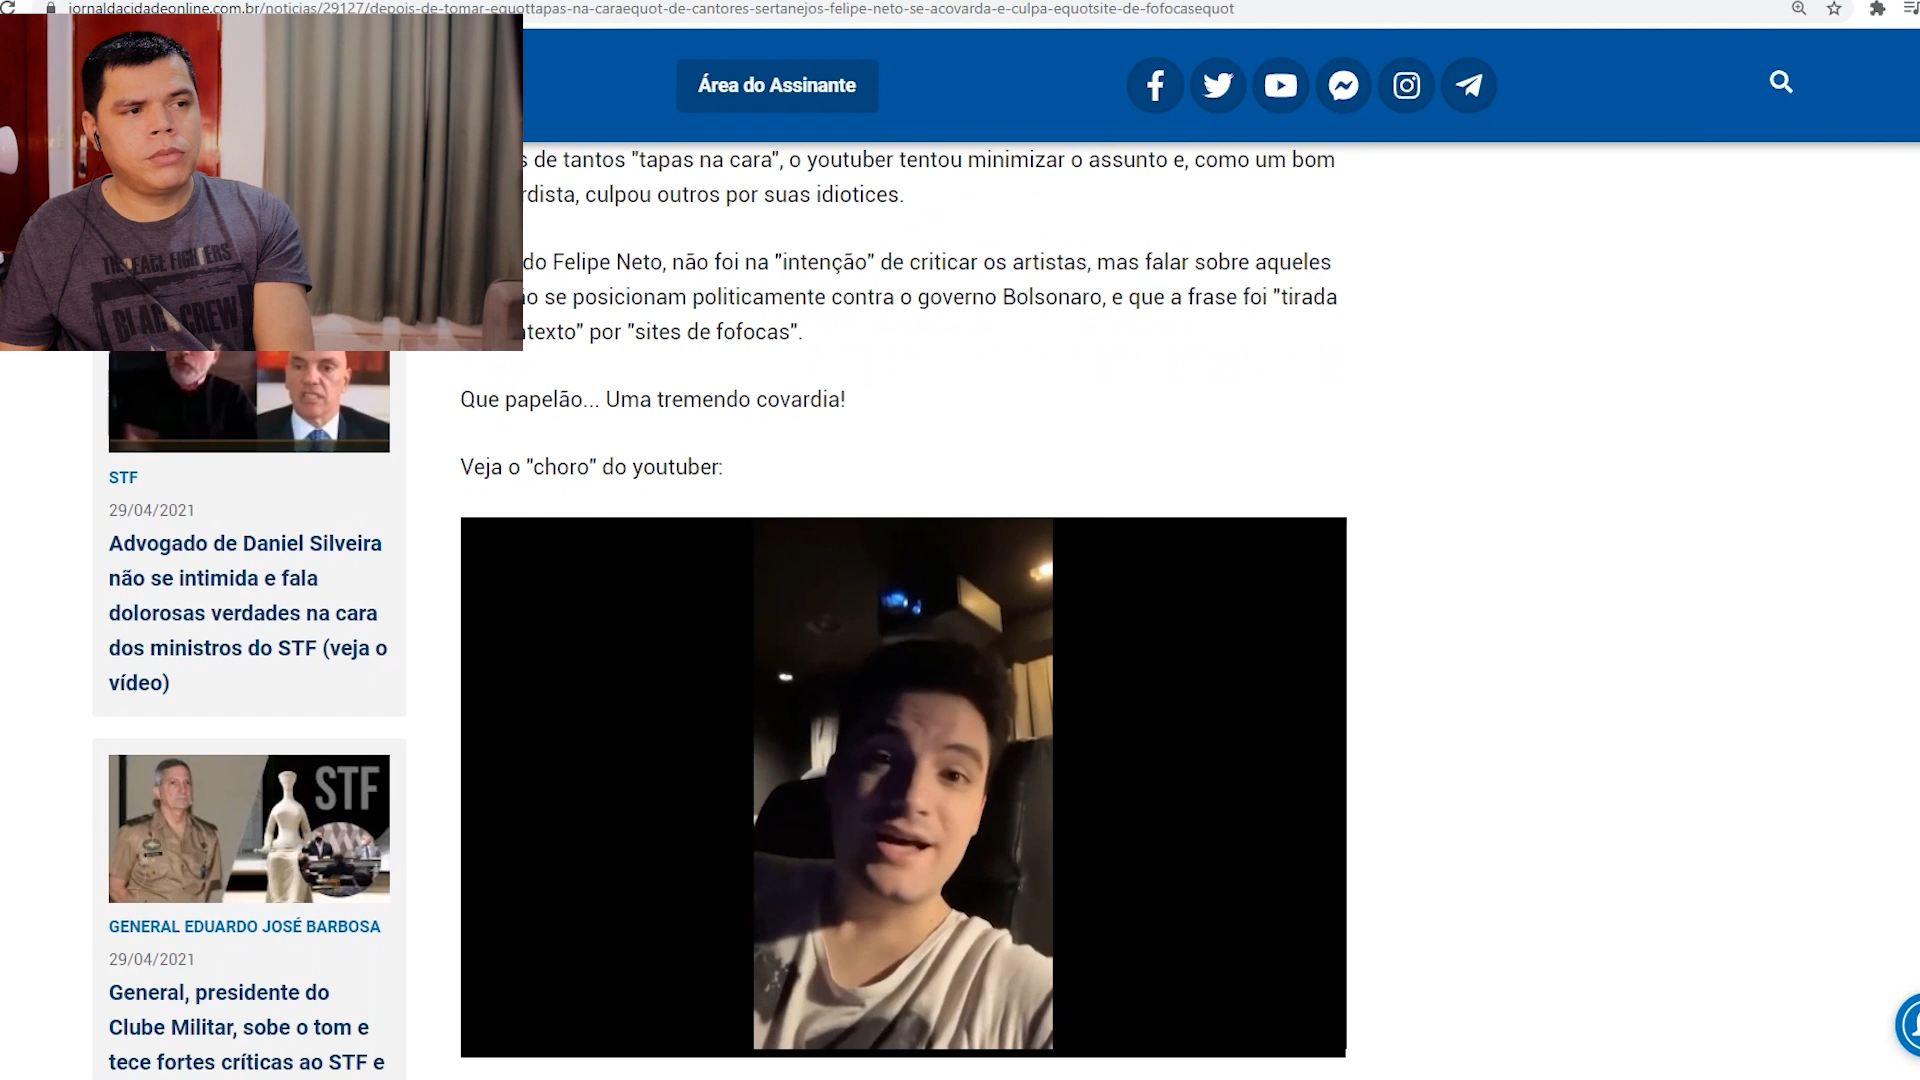 jornaldacidadeonline.com.br/noticias/29127/depois-de-tomar-equottapas-na-caraequot-de-cantores-sertanejos-felipe-neto-se-acovarda-e-culpa-equotsite-de-fofocasequot
Área do Assinante
de tantos "tapas na cara", o youtuber tentou minimizar o assunto e, como um bom
culpou outros por suas idiotices.
do Felipe Neto, não foi na "intenção" de criticar os artistas, mas falar sobre aqueles
se posicionam politicamente contra o governo Bolsonaro, e que a frase foi "tirada
por "sites de fofocas".
Que papelão... Uma tremendo covardia!
Veja o "choro" do youtuber:
THE PEACE FIGHTERS
BLACK CREW
STF
29/04/2021
Advogado de Daniel Silveira
não se intimida e fala
dolorosas verdades na cara
dos ministros do STF (veja o
vídeo)
STF
GENERAL EDUARDO JOSÉ BARBOSA
29/04/2021
General, presidente do
Clube Militar, sobe o tom e
tece fortes críticas ao STF e